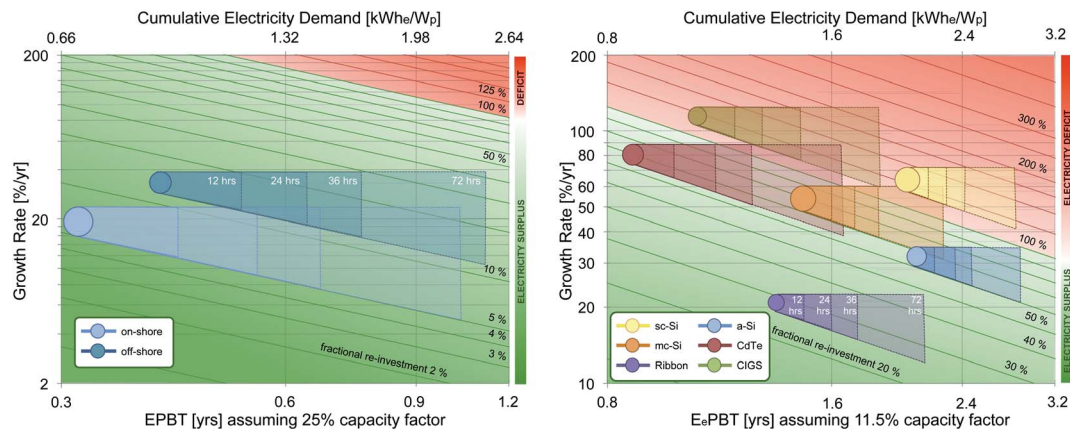 Cumulative Electricity Demand [kWhe/Wp]
0.66 1.32 1.98 2.64
200
20
2
Growth Rate [%/yr]
125 %
100 %
50 %
10 %
5 %
4 %
3 %
fractional re-investment 2 %
12 hrs 24 hrs 36 hrs 72 hrs
on-shore
off-shore
DEFICIT
ELECTRICITY SURPLUS
0.3 0.6 0.9 1.2
EPBT [yrs] assuming 25% capacity factor
Cumulative Electricity Demand [kWhe/Wp]
0.8 1.6 2.4 3.2
200
100
80
60
50
40
30
20
10
Growth Rate [%/yr]
300 %
200 %
100 %
50 %
40 %
30 %
fractional re-investment 20 %
12 24 36 72
hrs hrs hrs hrs
sc-Si a-Si
mc-Si CdTe
Ribbon CIGS
ELECTRICITY DEFICIT
ELECTRICITY SURPLUS
0.8 1.6 2.4 3.2
EePBT [yrs] assuming 11.5% capacity factor